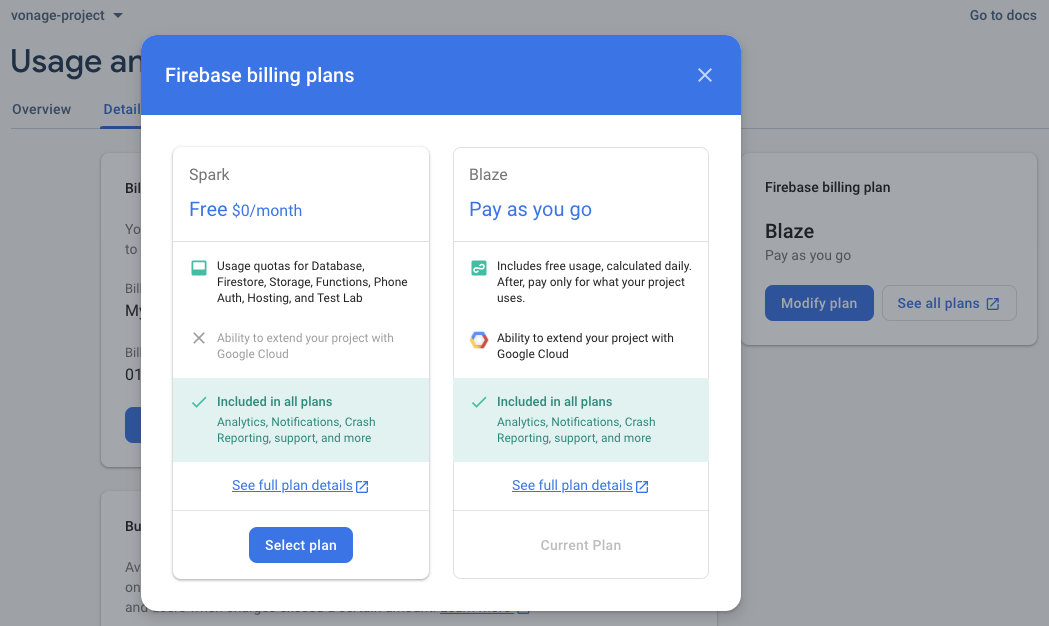 vonage-project
Go to docs
Usage an
Overview
Detail
Firebase billing plans
Spark
Free $0/month
Usage quotas for Database,
Firestore, Storage, Functions, Phone
Auth, Hosting, and Test Lab
Ability to extend your project with
Google Cloud
Included in all plans
Analytics, Notifications, Crash
Reporting, support, and more
See full plan details
Select plan
Blaze
Pay as you go
Includes free usage, calculated daily.
After, pay only for what your project
uses.
Ability to extend your project with
Google Cloud
Included in all plans
Analytics, Notifications, Crash
Reporting, support, and more
See full plan details
Current Plan
Firebase billing plan
Blaze
Pay as you go
Modify plan
See all plans
Bil
Yo
to
Bill
My
Bill
01
Bu
Av
on
and